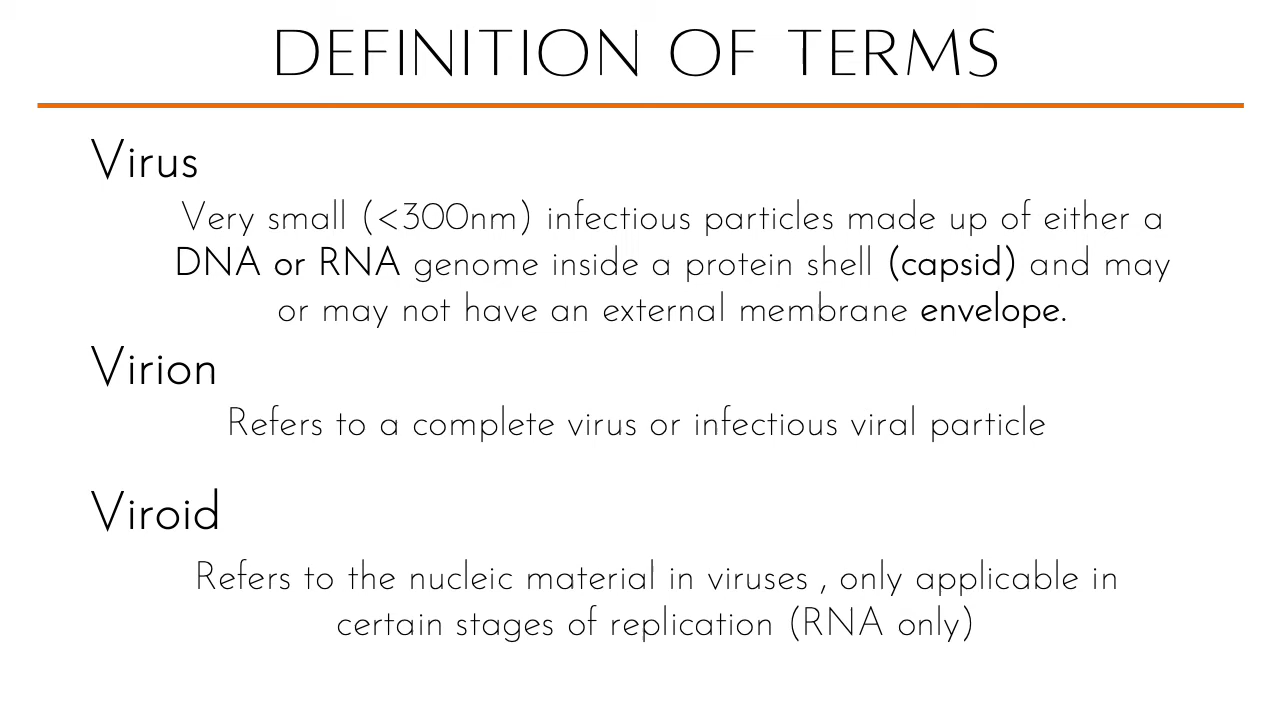 DEFINITION OF TERMS
Virus
Very small (<300nm) infectious particles made up of either a
DNA or RNA genome inside a protein shell (capsid) and may
or may not have an external membrane envelope.
Virion
Refers to a complete virus or infectious viral particle
Viroid
Refers to the nucleic material in viruses , only applicable in
certain stages of replication (RNA only)